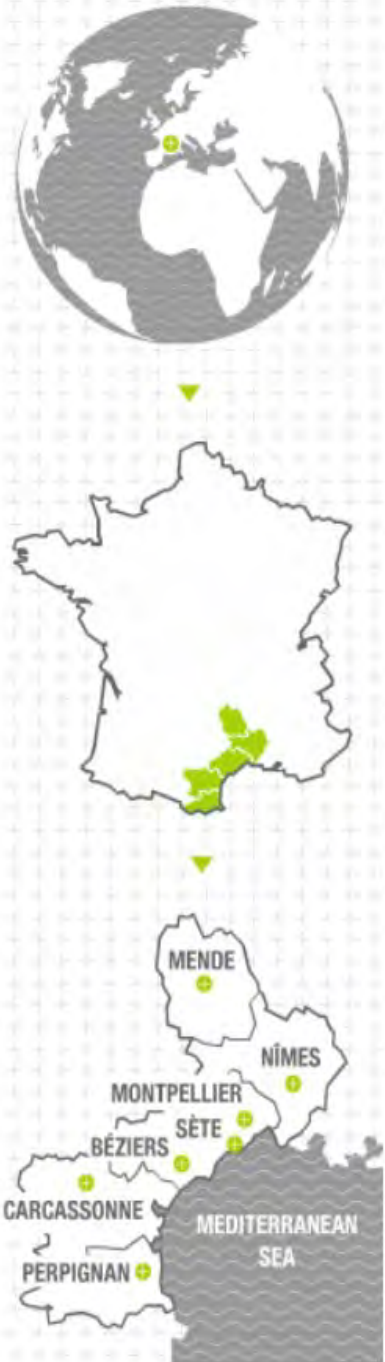 MENDE
NÎMES
MONTPELLIER
SÈTE
BÉZIERS
CARCASSONNE
MEDITERRANEAN
SEA
PERPIGNAN